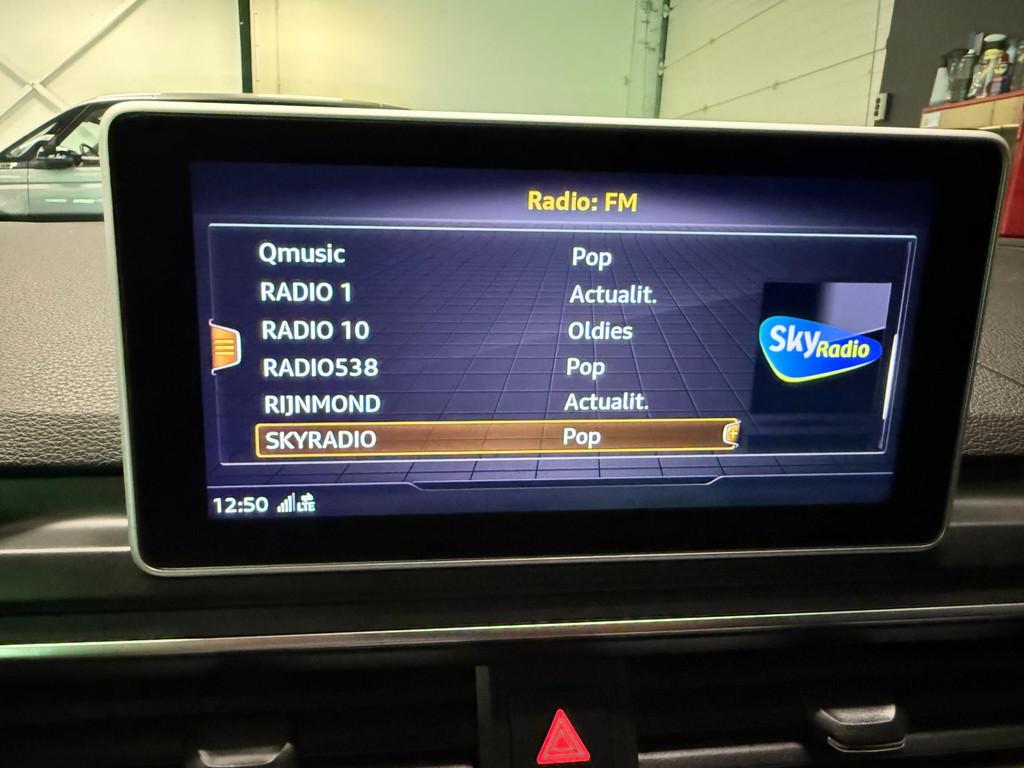 Radio: FM
Qmusic Pop
RADIO 1 Actualit.
RADIO 10 Oldies
RADIO538 Pop
RIJNMOND Actualit.
SKYRADIO Pop
Sky Radio
12:50 LTE